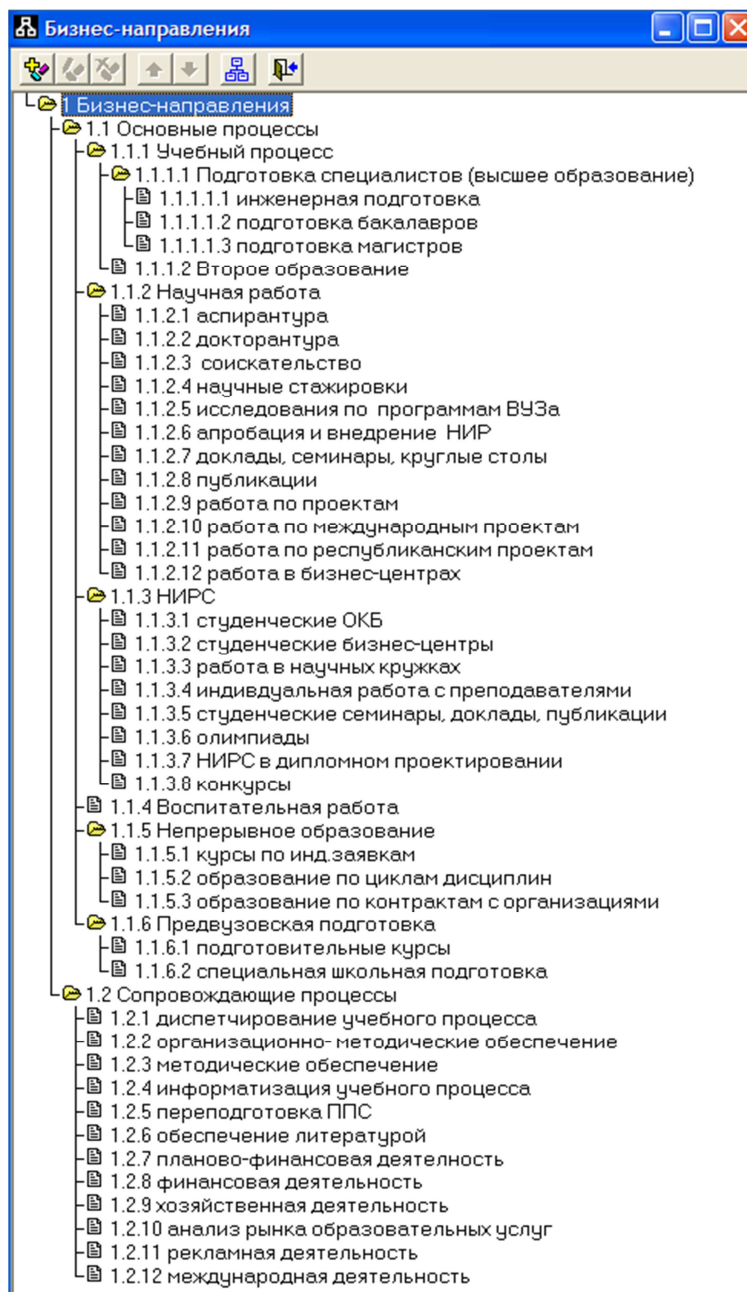 Бизнес-направления
1 Бизнес-направления
1.1 Основные процессы
1.1.1 Учебный процесс
1.1.1.1 Подготовка специалистов (высшее образование)
1.1.1.1.1 инженерная подготовка
1.1.1.1.2 подготовка бакалавров
1.1.1.1.3 подготовка магистров
1.1.1.2 Второе образование
1.1.2 Научная работа
1.1.2.1 аспирантура
1.1.2.2 докторантура
1.1.2.3 соискательство
1.1.2.4 научные стажировки
1.1.2.5 исследования по программам ВУЗа
1.1.2.6 апробация и внедрение НИР
1.1.2.7 доклады, семинары, круглые столы
1.1.2.8 публикации
1.1.2.9 работа по проектам
1.1.2.10 работа по международным проектам
1.1.2.11 работа по республиканским проектам
1.1.2.12 работа в бизнес-центрах
1.1.3 НИРС
1.1.3.1 студенческие ОКБ
1.1.3.2 студенческие бизнес-центры
1.1.3.3 работа в научных кружках
1.1.3.4 индивдуальная работа с преподавателями
1.1.3.5 студенческие семинары, доклады, публикации
1.1.3.6 олимпиады
1.1.3.7 НИРС в дипломном проектировании
1.1.3.8 конкурсы
1.1.4 Воспитательная работа
1.1.5 Непрерывное образование
1.1.5.1 курсы по инд.заявкам
1.1.5.2 образование по циклам дисциплин
1.1.5.3 образование по контрактам с организациями
1.1.6 Предвузовская подготовка
1.1.6.1 подготовительные курсы
1.1.6.2 специальная школьная подготовка
1.2 Сопровождающие процессы
1.2.1 диспетчирование учебного процесса
1.2.2 организационно- методические обеспечение
1.2.3 методические обеспечение
1.2.4 информатизация учебного процесса
1.2.5 переподготовка ППС
1.2.6 обеспечение литературой
1.2.7 планово-финансовая деятелность
1.2.8 финансовая деятельность
1.2.9 хозяйственная деятельность
1.2.10 анализ рынка образовательных услуг
1.2.11 рекламная деятельность
1.2.12 международная деятельность